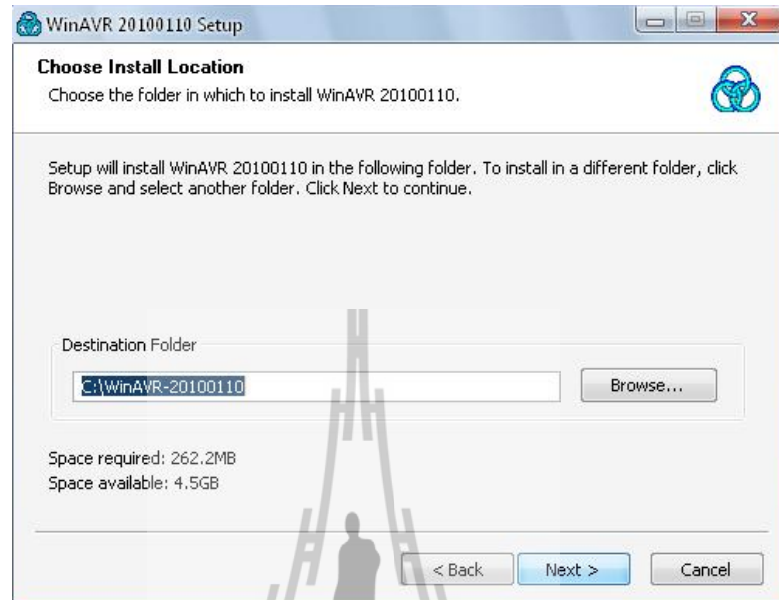 WinAVR 20100110 Setup
Choose Install Location
Choose the folder in which to install WinAVR 20100110.
Setup will install WinAVR 20100110 in the following folder. To install in a different folder, click
Browse and select another folder. Click Next to continue.
Destination Folder
C:\WinAVR-20100110
Browse...
Space required: 262.2MB
Space available: 4.5GB
< Back
Next >
Cancel